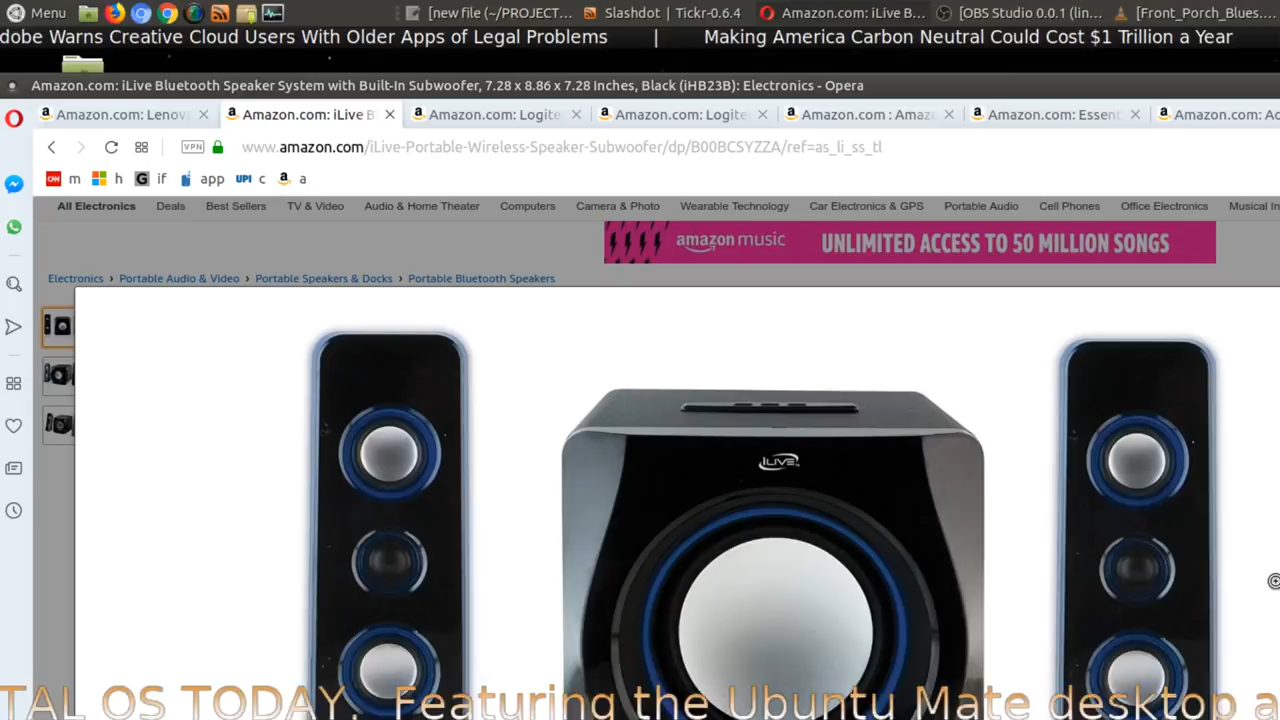 Menu [new file (~/PROJECT... Slashdot | Tickr-0.6.4 Amazon.com: iLive B... [OBS Studio 0.0.1 (lin... [Front_Porch_Blues....
dobe Warns Creative Cloud Users With Older Apps of Legal Problems | Making America Carbon Neutral Could Cost $1 Trillion a Year
Amazon.com: iLive Bluetooth Speaker System with Built-In Subwoofer, 7.28 x 8.86 x 7.28 Inches, Black (iHB23B): Electronics - Opera
Amazon.com: Lenov Amazon.com: iLive B Amazon.com: Logite Amazon.com: Logite Amazon.com : Amaz Amazon.com: Essent Amazon.com: Ac
VPN www.amazon.com/iLive-Portable-Wireless-Speaker-Subwoofer/dp/B00BCSYZZA/ref=as_li_ss_tl
CNN m h G if app UPI c a a
All Electronics Deals Best Sellers TV & Video Audio & Home Theater Computers Camera & Photo Wearable Technology Car Electronics & GPS Portable Audio Cell Phones Office Electronics Musical In
amazon music UNLIMITED ACCESS TO 50 MILLION SONGS
Electronics › Portable Audio & Video › Portable Speakers & Docks › Portable Bluetooth Speakers
iLIVE
TAL OS TODAY. Featuring the Ubuntu Mate desktop a